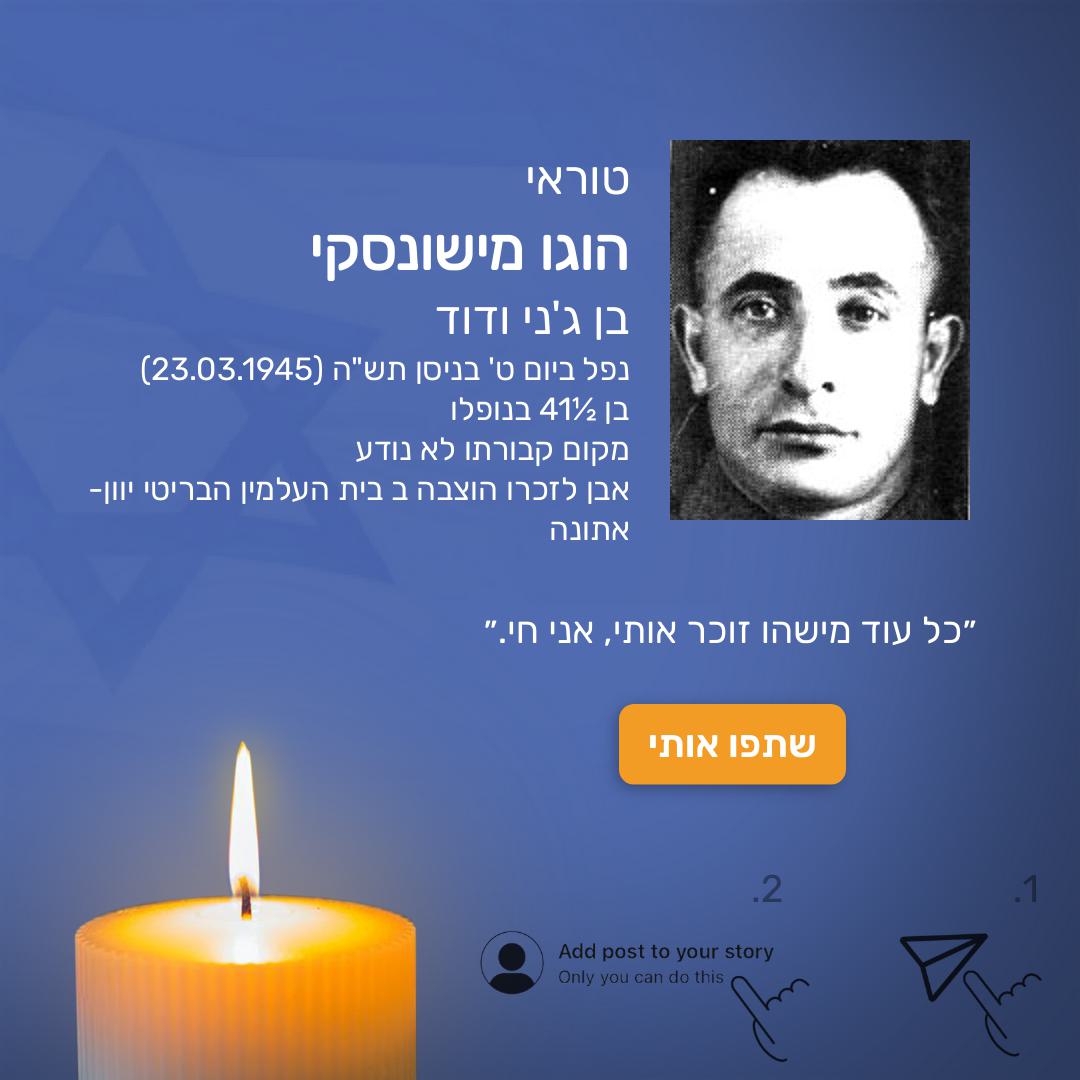 טוראי
הוגו מישונסקי
בן ג'ני ודוד
נפל ביום ט' בניסן תש"ה (23.03.1945)
בן 41½ בנופלו
מקום קבורתו לא נודע
אבן לזכרו הוצבה ב בית העלמין הבריטי יוון-
אתונה
״כל עוד מישהו זוכר אותי, אני חי.״
שתפו אותי
.1
.2
Add post to your story
Only you can do this